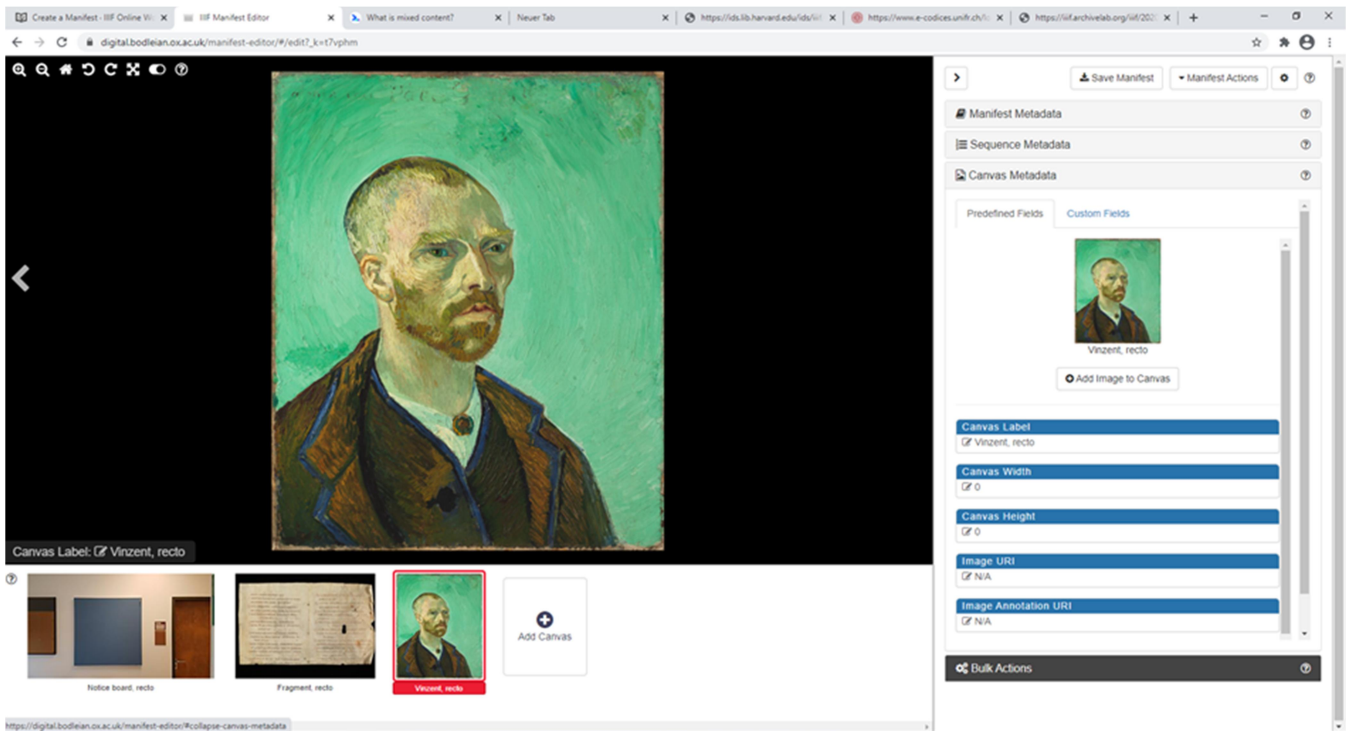 Create a Manifest - IIIF Online W
IIIF Manifest Editor
What is mixed content?
Neuer Tab
https://ids.lib.harvard.edu/ids/iiif
https://www.e-codices.unifr.ch/lo
https://iiif.archivelab.org/iiif/202
digital.bodleian.ox.ac.uk/manifest-editor/#/edit?_k=t7vphm
Save Manifest
Manifest Actions
Manifest Metadata
Sequence Metadata
Canvas Metadata
Predefined Fields
Custom Fields
Vinzent, recto
Add Image to Canvas
Canvas Label
Vinzent, recto
Canvas Width
0
Canvas Height
0
Image URI
N/A
Image Annotation URI
N/A
Bulk Actions
Canvas Label: Vinzent, recto
Add Canvas
Notice board, recto
Fragment, recto
Vinzent, recto
https://digital.bodleian.ox.ac.uk/manifest-editor/#collapse-canvas-metadata